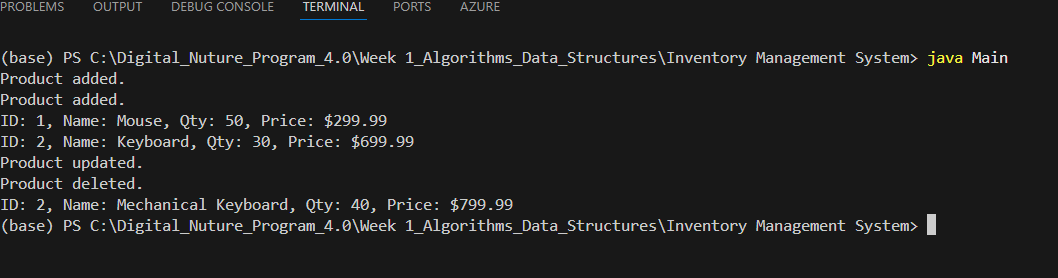 PROBLEMS OUTPUT DEBUG CONSOLE TERMINAL PORTS AZURE
(base) PS C:\Digital_Nuture_Program_4.0\Week 1_Algorithms_Data_Structures\Inventory Management System> java Main
Product added.
Product added.
ID: 1, Name: Mouse, Qty: 50, Price: $299.99
ID: 2, Name: Keyboard, Qty: 30, Price: $699.99
Product updated.
Product deleted.
ID: 2, Name: Mechanical Keyboard, Qty: 40, Price: $799.99
(base) PS C:\Digital_Nuture_Program_4.0\Week 1_Algorithms_Data_Structures\Inventory Management System>